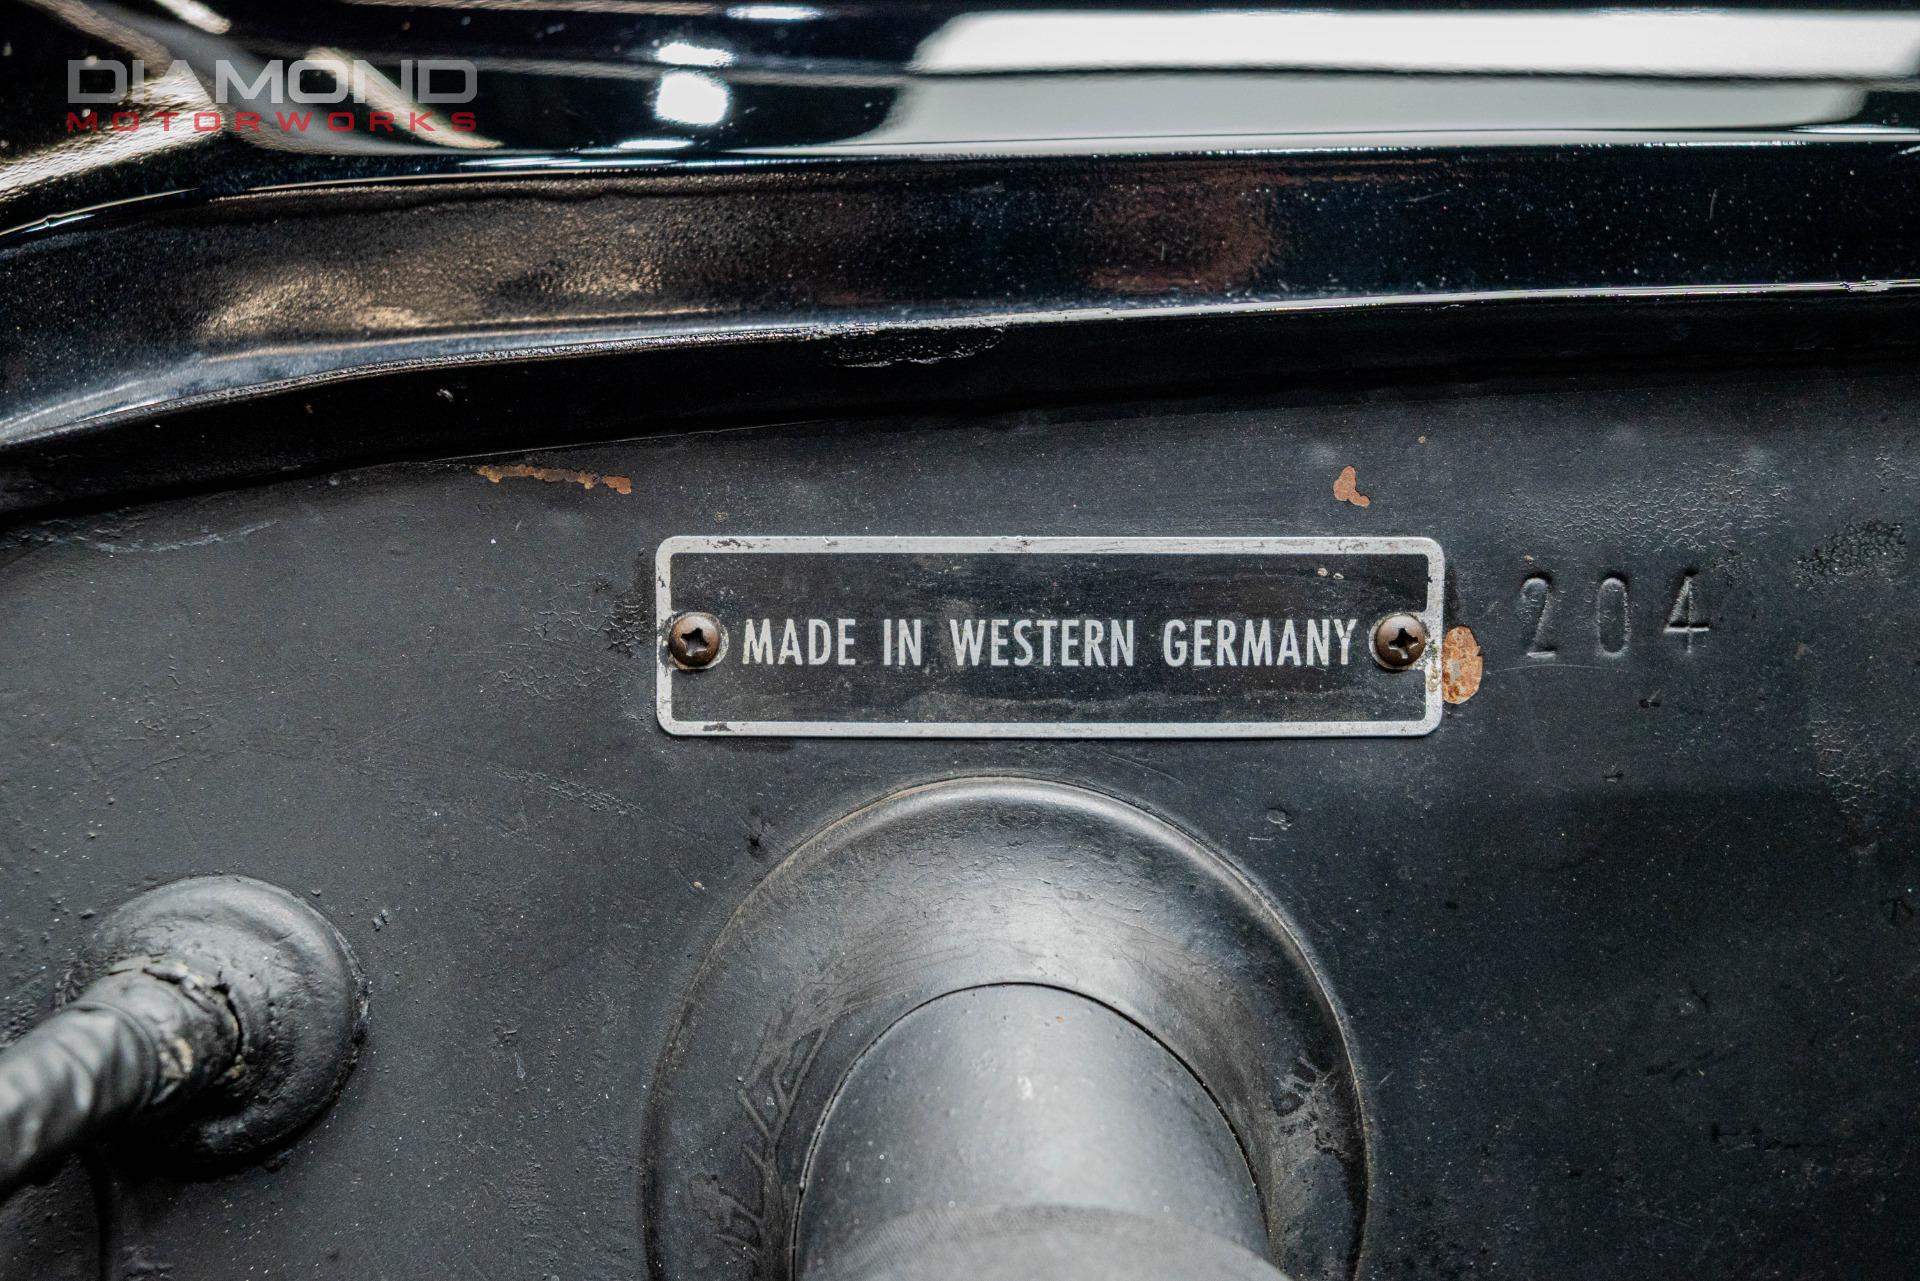 DIAMOND
MOTORWORKS
MADE IN WESTERN GERMANY
204